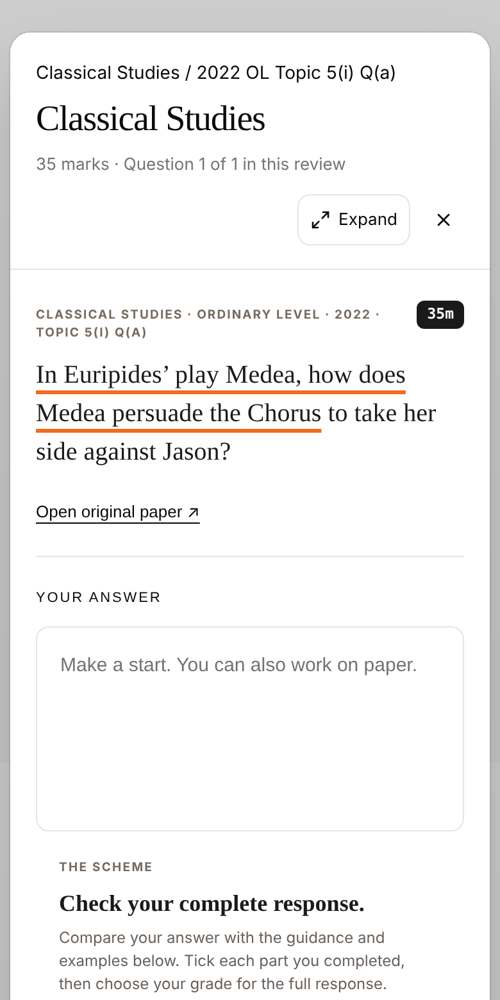 Classical Studies / 2022 OL Topic 5(i) Q(a)
Classical Studies
35 marks · Question 1 of 1 in this review
Expand
CLASSICAL STUDIES · ORDINARY LEVEL · 2022 ·
TOPIC 5(I) Q(A)
35m
In Euripides’ play Medea, how does
Medea persuade the Chorus to take her
side against Jason?
Open original paper ↗
YOUR ANSWER
Make a start. You can also work on paper.
THE SCHEME
Check your complete response.
Compare your answer with the guidance and
examples below. Tick each part you completed,
then choose your grade for the full response.